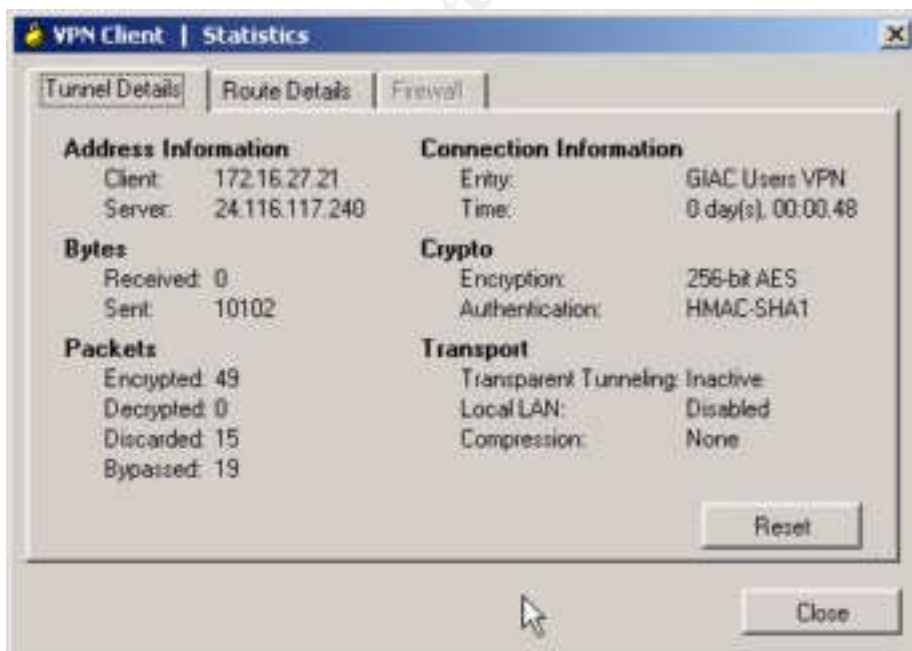 VPN Client | Statistics
Tunnel Details Route Details Firewall
Address Information
Client: 172.16.27.21
Server: 24.116.117.240
Bytes
Received: 0
Sent: 10102
Packets
Encrypted: 49
Decrypted: 0
Discarded: 15
Bypassed: 19
Connection Information
Entry: GIAC Users VPN
Time: 0 day(s), 00:00.48
Crypto
Encryption: 256-bit AES
Authentication: HMAC-SHA1
Transport
Transparent Tunneling: Inactive
Local LAN: Disabled
Compression: None
Reset
Close